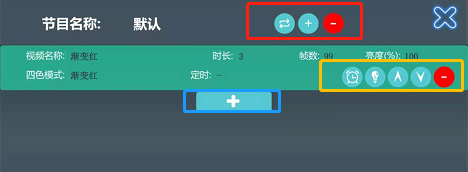 节目名称: 默认
视频名称: 渐变红 时长: 3 帧数: 99 亮度(%): 100
四色模式: 渐变红 定时: -